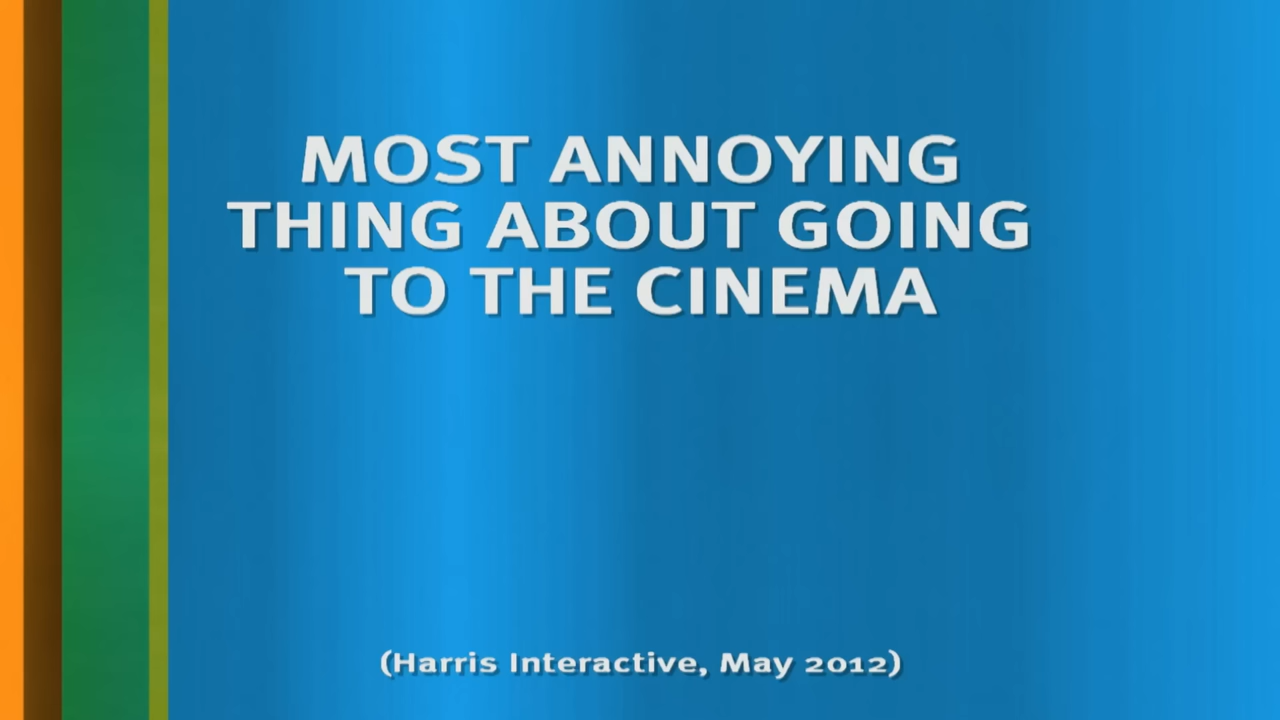 MOST ANNOYING
THING ABOUT GOING
TO THE CINEMA
(Harris Interactive, May 2012)